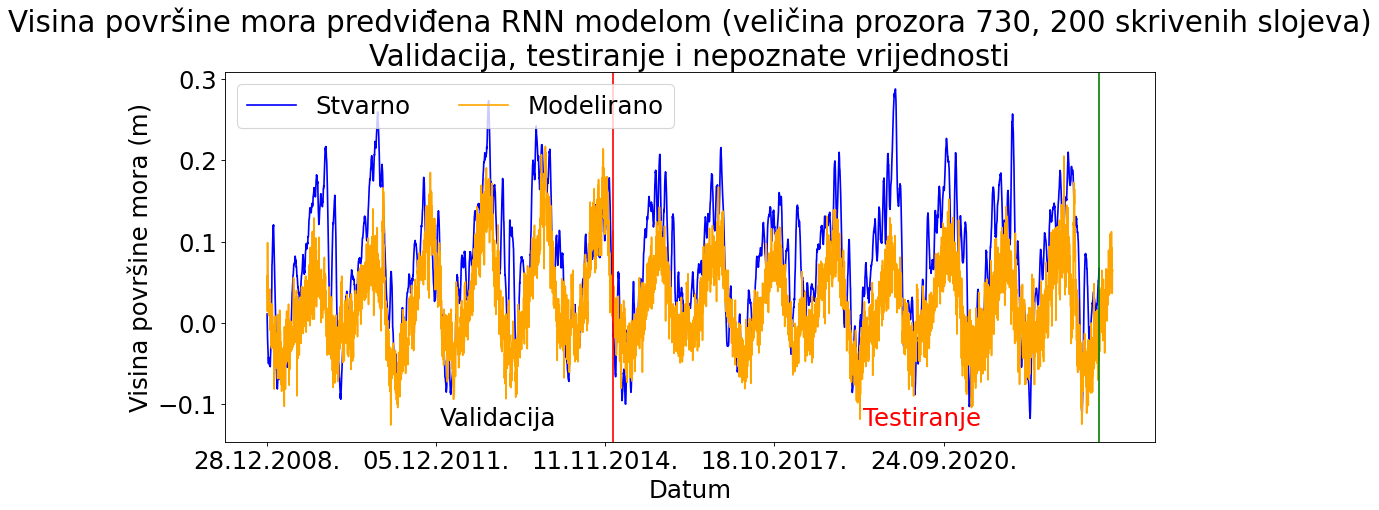 Visina površine mora predviđena RNN modelom (veličina prozora 730, 200 skrivenih slojeva)
Validacija, testiranje i nepoznate vrijednosti
Stvarno
Modelirano
Visina površine mora (m)
0.3
0.2
0.1
0.0
−0.1
Validacija
Testiranje
28.12.2008.
05.12.2011.
11.11.2014.
18.10.2017.
24.09.2020.
Datum